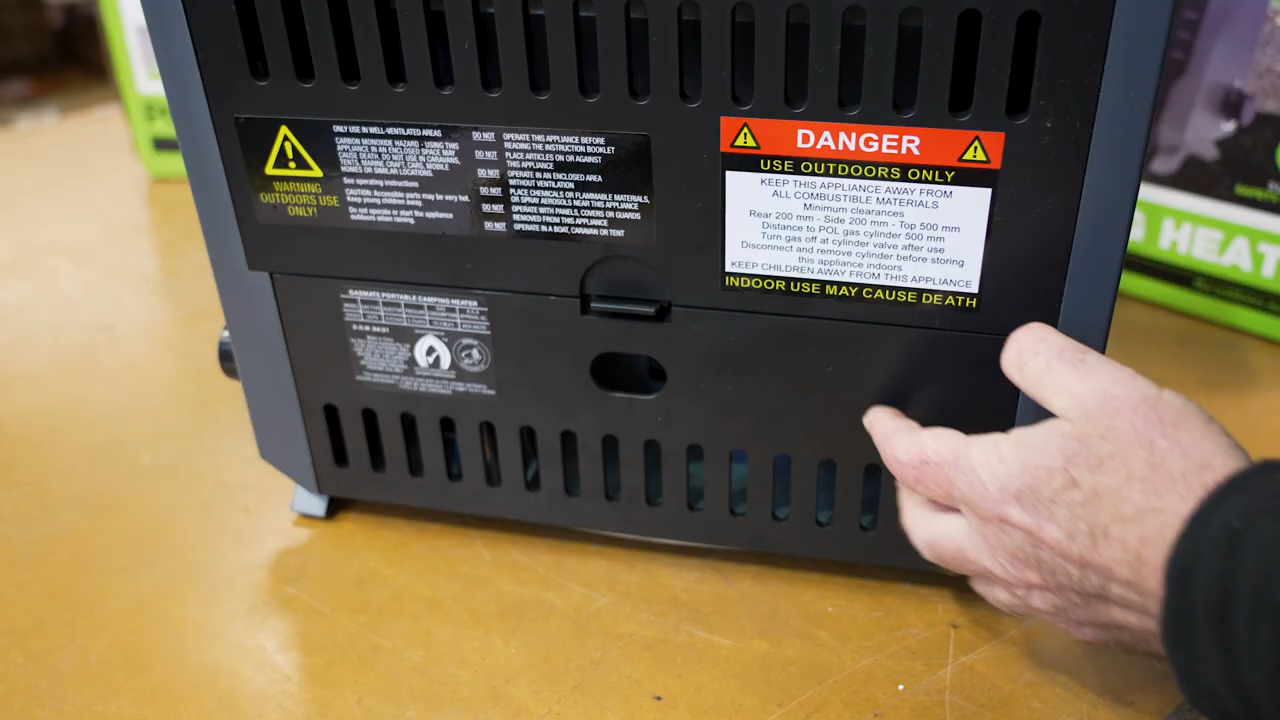 ONLY USE IN WELL-VENTILATED AREAS
CARBON MONOXIDE HAZARD - USING THIS
APPLIANCE IN AN ENCLOSED SPACE MAY
CAUSE DEATH. DO NOT USE IN CARAVANS,
TENTS, MARINE CRAFT, CARS, MOBILE
HOMES OR SIMILAR LOCATIONS.
See operating instructions
CAUTION: Accessible parts may be very hot.
Keep young children away.
Do not operate or start the appliance
outdoors when raining.
WARNING
OUTDOORS USE
ONLY!
DO NOT OPERATE THIS APPLIANCE BEFORE
READING THE INSTRUCTION BOOKLET
DO NOT PLACE ARTICLES ON OR AGAINST
THIS APPLIANCE
DO NOT OPERATE IN AN ENCLOSED AREA
WITHOUT VENTILATION
DO NOT PLACE CHEMICALS OR FLAMMABLE MATERIALS,
OR SPRAY AEROSOLS NEAR THIS APPLIANCE
DO NOT OPERATE WITH PANELS, COVERS OR GUARDS
REMOVED FROM THIS APPLIANCE
DO NOT OPERATE IN A BOAT, CARAVAN OR TENT
DANGER
USE OUTDOORS ONLY
KEEP THIS APPLIANCE AWAY FROM
ALL COMBUSTIBLE MATERIALS
Minimum clearances
Rear 200 mm - Side 200 mm - Top 500 mm
Distance to POL gas cylinder 500 mm
Turn gas off at cylinder valve after use
Disconnect and remove cylinder before storing
this appliance indoors
KEEP CHILDREN AWAY FROM THIS APPLIANCE
INDOOR USE MAY CAUSE DEATH
GASMATE PORTABLE CAMPING HEATER
HEAT